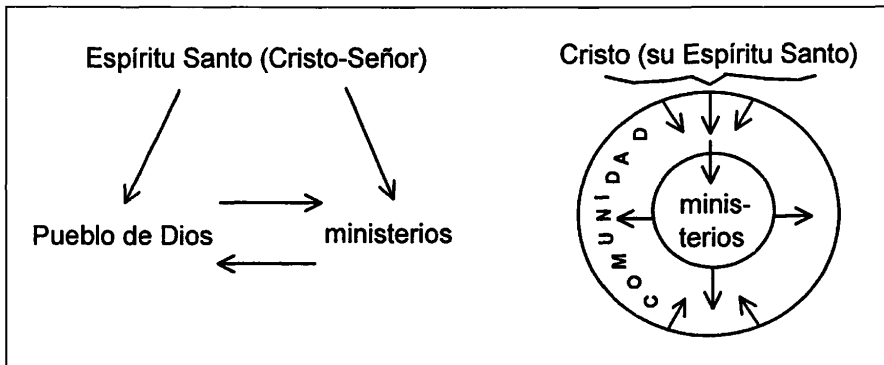 Espíritu Santo (Cristo-Señor)
Pueblo de Dios
ministerios
Cristo (su Espíritu Santo)
COMUNIDAD
minis-
terios